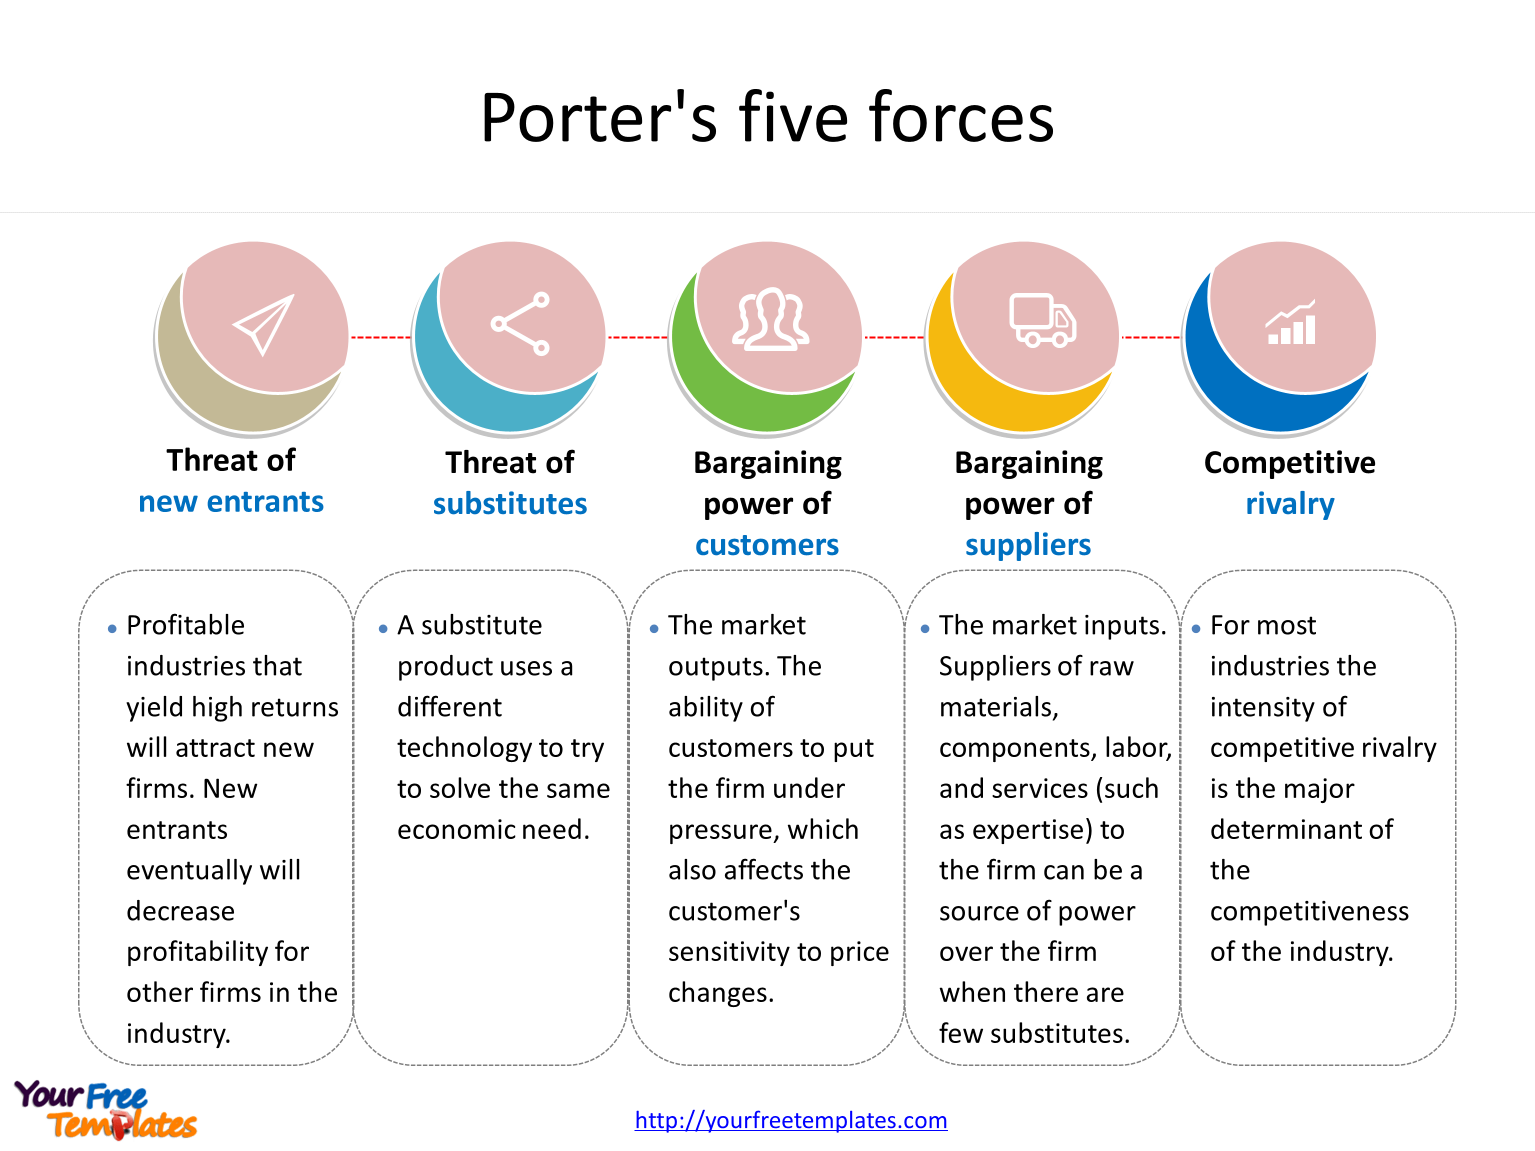 Porter's five forces
Threat of
new entrants
Threat of
substitutes
Bargaining
power of
customers
Bargaining
power of
suppliers
Competitive
rivalry
• Profitable
industries that
yield high returns
will attract new
firms. New
entrants
eventually will
decrease
profitability for
other firms in the
industry.
• A substitute
product uses a
different
technology to try
to solve the same
economic need.
• The market
outputs. The
ability of
customers to put
the firm under
pressure, which
also affects the
customer's
sensitivity to price
changes.
• The market inputs.
Suppliers of raw
materials,
components, labor,
and services (such
as expertise) to
the firm can be a
source of power
over the firm
when there are
few substitutes.
• For most
industries the
intensity of
competitive rivalry
is the major
determinant of
the
competitiveness
of the industry.
Your Free
Templates
http://yourfreetemplates.com